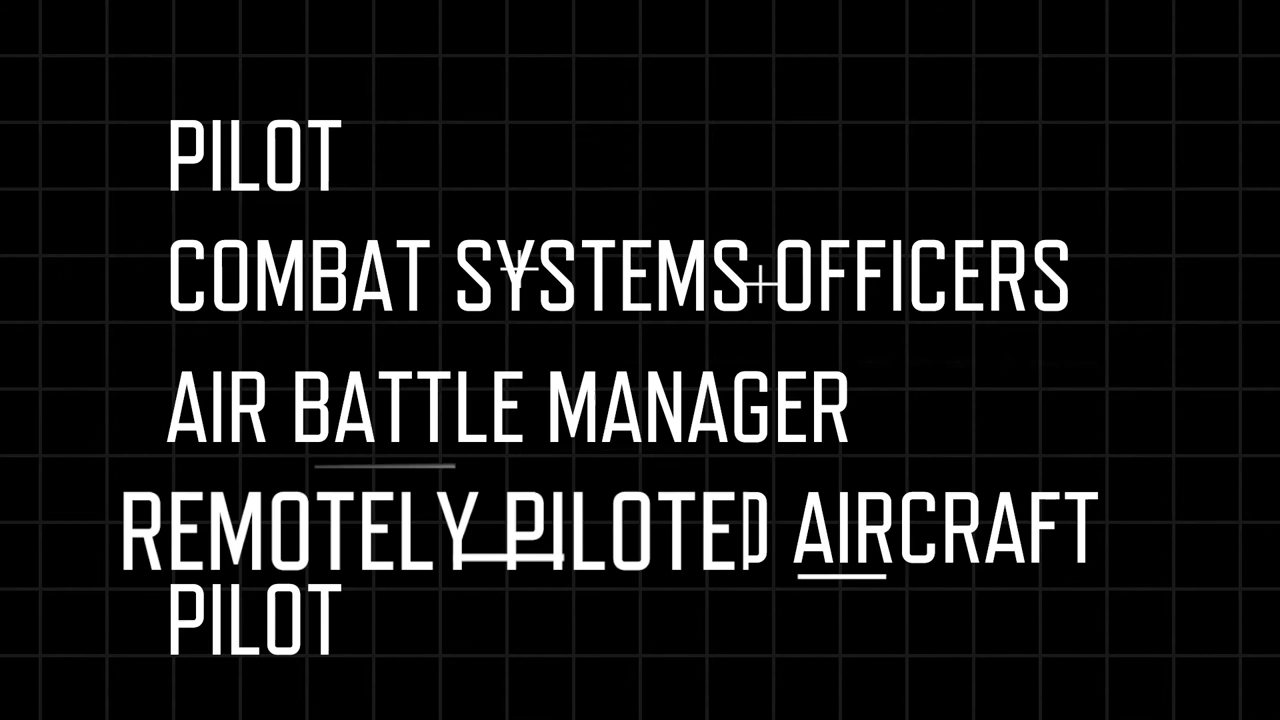 PILOT
COMBAT SYSTEMS OFFICERS
AIR BATTLE MANAGER
REMOTELY PILOTED AIRCRAFT
PILOT